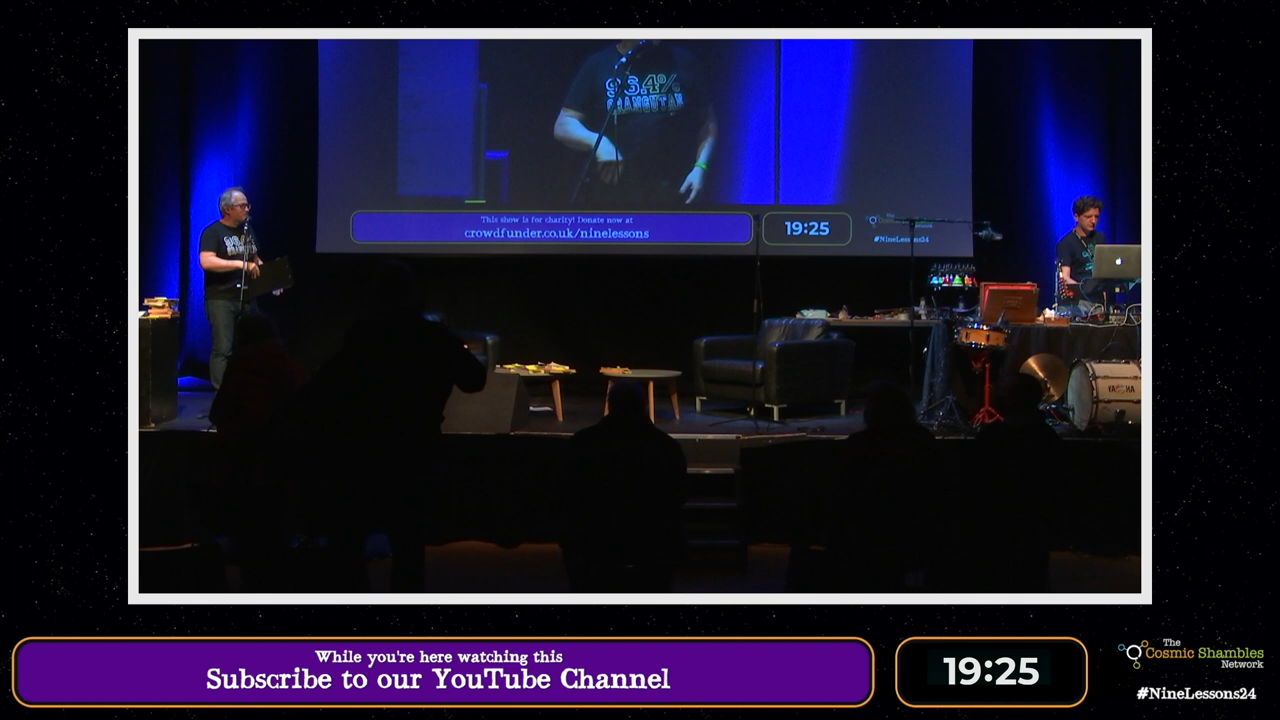 96.4%
ORANGUTAN
This show is for charity! Donate now at
crowdfunder.co.uk/ninelessons
19:25
#NineLessons24
YAMAHA
While you're here watching this
Subscribe to our YouTube Channel
19:25
The
Cosmic Shambles
Network
#NineLessons24